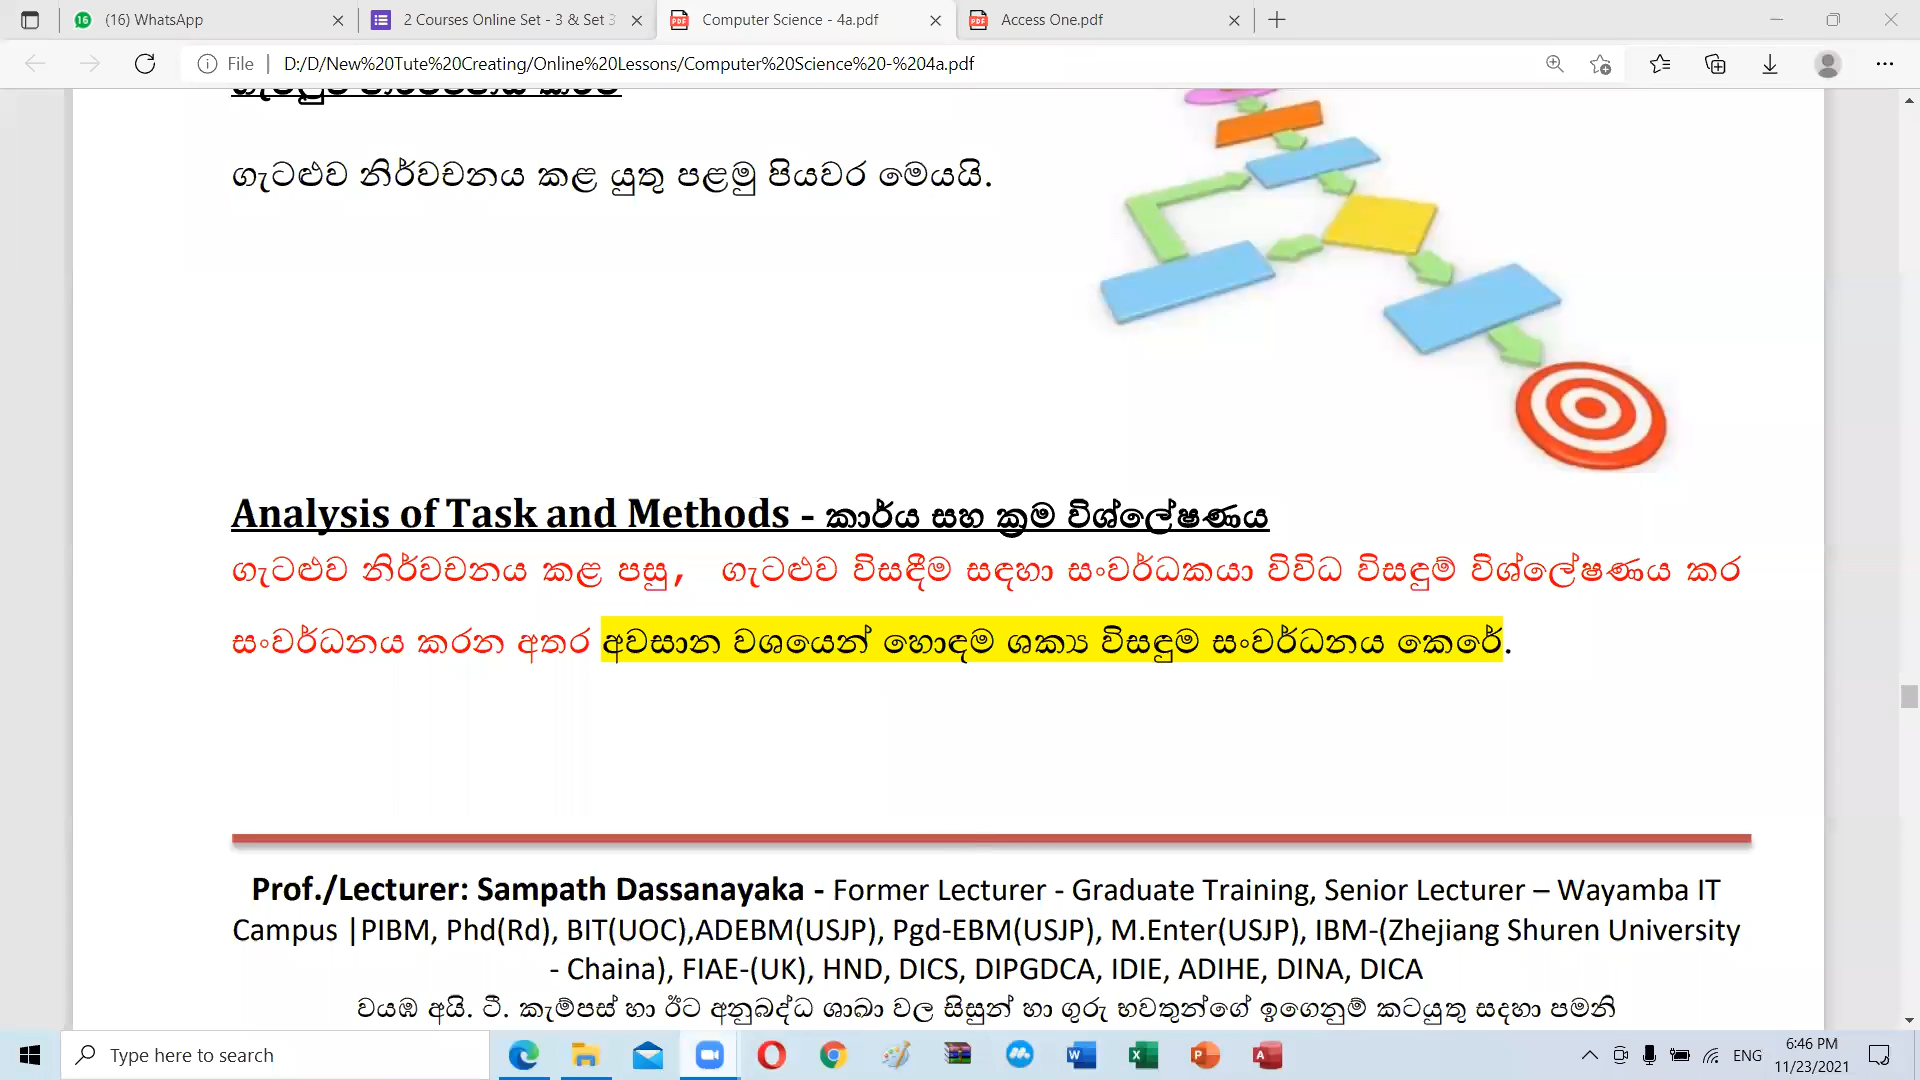 (16) WhatsApp
2 Courses Online Set - 3 & Set 3
Computer Science - 4a.pdf
Access One.pdf
File
D:/D/New%20Tute%20Creating/Online%20Lessons/Computer%20Science%20-%204a.pdf
ගැටළුව නිර්වචනය කළ යුතු පළමු පියවර මෙයයි.
Analysis of Task and Methods - කාර්ය සහ ක්‍රම විශ්ලේෂණය
ගැටළුව නිර්වචනය කළ පසු, ගැටළුව විසඳීම සඳහා සංවර්ධකයා විවිධ විසඳුම් විශ්ලේෂණය කර
සංවර්ධනය කරන අතර අවසාන වශයෙන් හොඳම ශක්‍ය විසඳුම සංවර්ධනය කෙරේ.
Prof./Lecturer: Sampath Dassanayaka - Former Lecturer - Graduate Training, Senior Lecturer – Wayamba IT
Campus |PIBM, Phd(Rd), BIT(UOC),ADEBM(USJP), Pgd-EBM(USJP), M.Enter(USJP), IBM-(Zhejiang Shuren University
- Chaina), FIAE-(UK), HND, DICS, DIPGDCA, IDIE, ADIHE, DINA, DICA
වයඹ අයි. ටී. කැම්පස් හා ඊට අනුබද්ධ ශාඛා වල සිසුන් හා ගුරු භවතුන්ගේ ඉගෙනුම් කටයුතු සඳහා පමනි
Type here to search
ENG
6:46 PM
11/23/2021